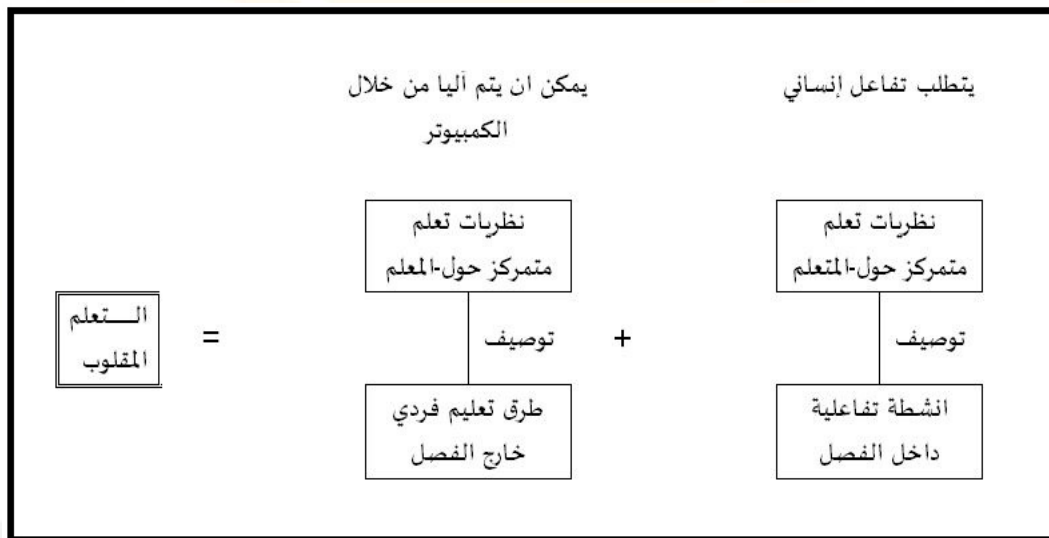 يتطلب تفاعل إنساني
يمكن ان يتم آليا من خلال
الكمبيوتر
نظريات تعلم
متمركز حول-المتعلم
توصيف
انشطة تفاعلية
داخل الفصل
+
نظريات تعلم
متمركز حول-المعلم
توصيف
طرق تعليم فردي
خارج الفصل
=
الـــتعلم
المقلوب